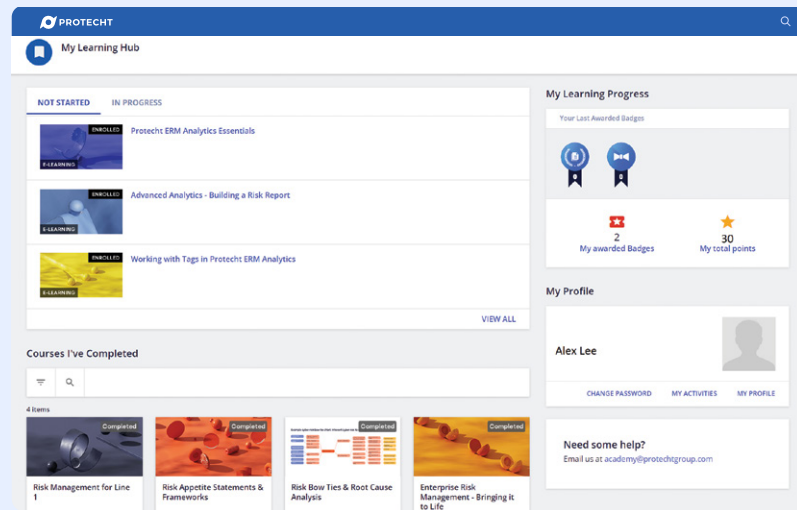 PROTECHT
My Learning Hub
NOT STARTED
IN PROGRESS
ENROLLED
E-LEARNING
Protecht ERM Analytics Essentials
ENROLLED
E-LEARNING
Advanced Analytics - Building a Risk Report
ENROLLED
E-LEARNING
Working with Tags in Protecht ERM Analytics
VIEW ALL
My Learning Progress
Your Last Awarded Badges
2
My awarded Badges
30
My total points
My Profile
Alex Lee
CHANGE PASSWORD
MY ACTIVITIES
MY PROFILE
Need some help?
Email us at academy@protechtgroup.com
Courses I've Completed
4 items
Completed
Risk Management for Line
1
Completed
Risk Appetite Statements &
Frameworks
Completed
Risk Bow Ties & Root Cause
Analysis
Completed
Enterprise Risk
Management - Bringing it
to Life